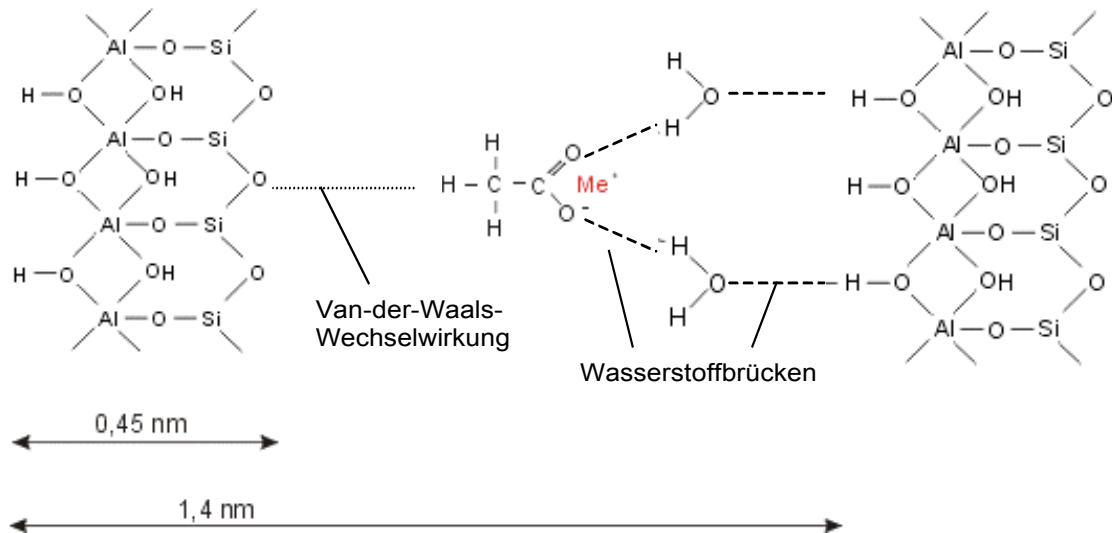 Al – O – Si
H – O OH O
Al – O – Si
H – O OH O
Al – O – Si
H – O OH O
Al – O – Si
H
H – C – C
H
O
O-
Me+
H
O
H
H
O
H
Al – O – Si
H – O OH O
Al – O – Si
H – O OH O
Al – O – Si
H – O OH O
Al – O – Si
Van-der-Waals-
Wechselwirkung
Wasserstoffbrücken
0,45 nm
1,4 nm